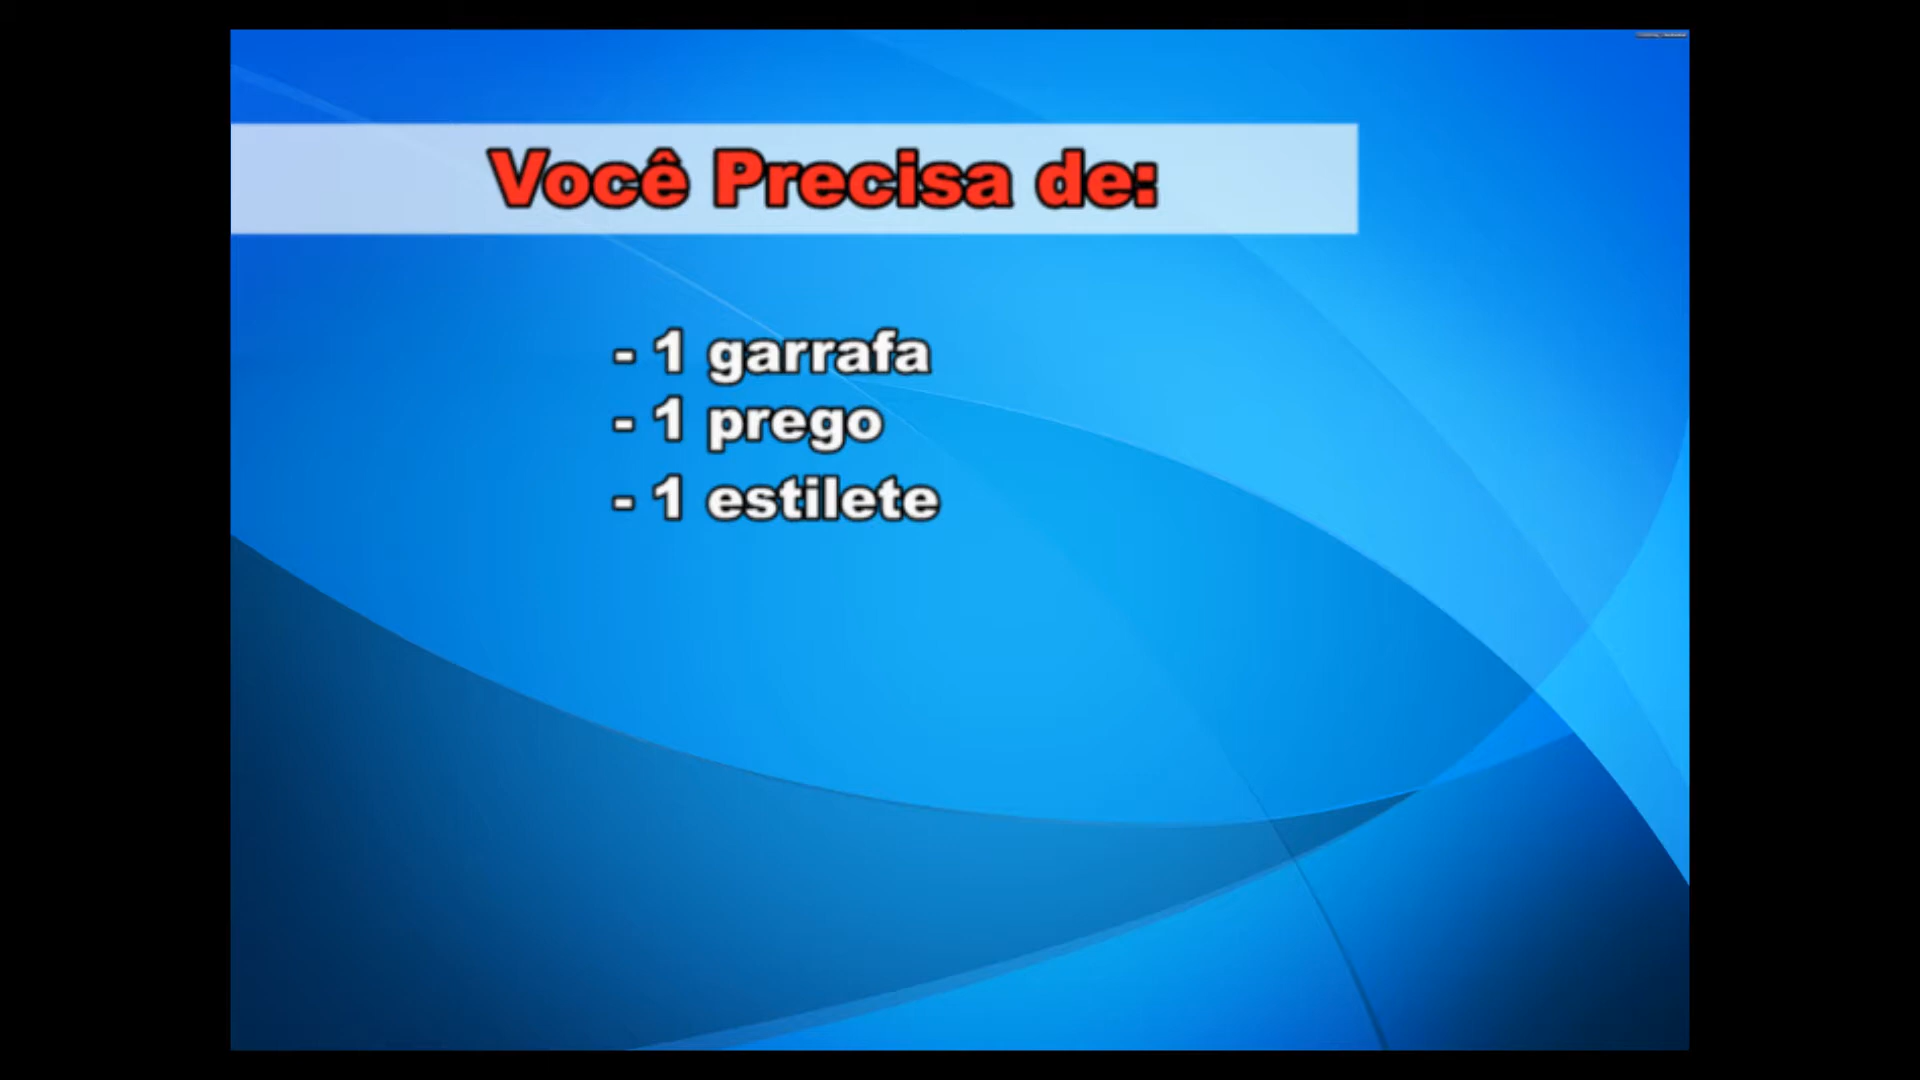 Você Precisa de:
- 1 garrafa
- 1 prego
- 1 estilete